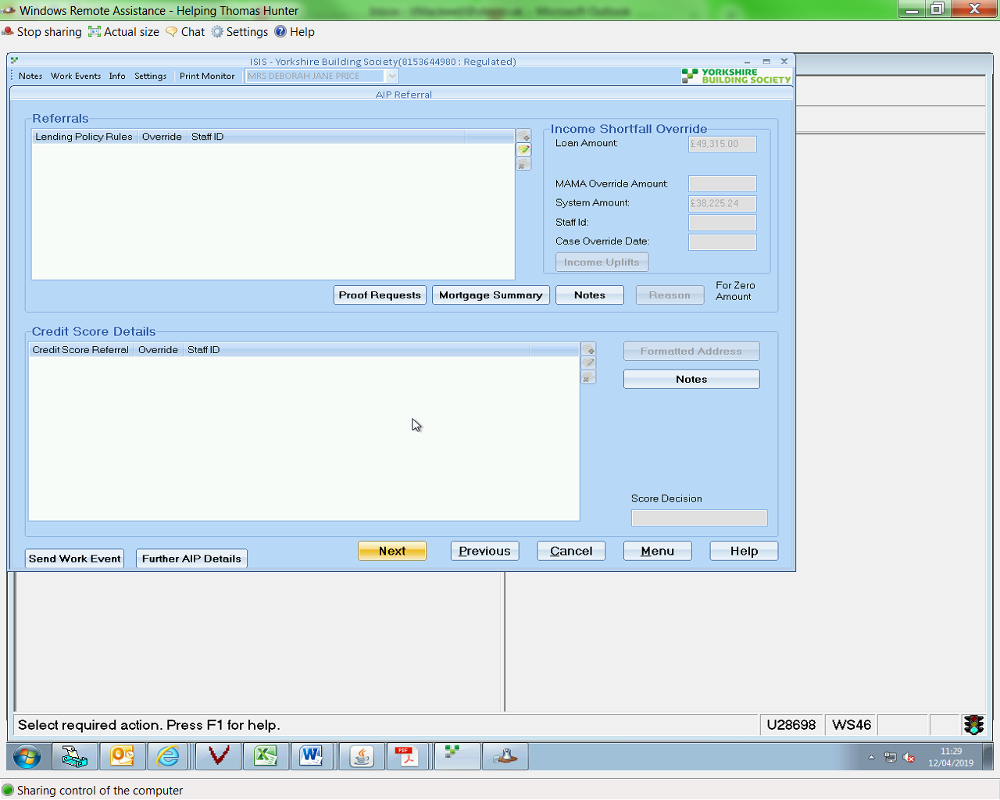 Windows Remote Assistance - Helping Thomas Hunter
Stop sharing Actual size Chat Settings Help
ISIS - Yorkshire Building Society(8153644980 : Regulated)
Notes Work Events Info Settings Print Monitor MRS DEBORAH JANE PRICE
YORKSHIRE
BUILDING SOCIETY
AIP Referral
Referrals
Lending Policy Rules Override Staff ID
Income Shortfall Override
Loan Amount: £49,315.00
MAMA Override Amount:
System Amount: £38,225.24
Staff Id:
Case Override Date:
Income Uplifts
Proof Requests Mortgage Summary Notes Reason For Zero
Amount
Credit Score Details
Credit Score Referral Override Staff ID
Formatted Address
Notes
Score Decision
Send Work Event Further AIP Details Next Previous Cancel Menu Help
Select required action. Press F1 for help. U28698 WS46
PDF
11:29
12/04/2019
Sharing control of the computer